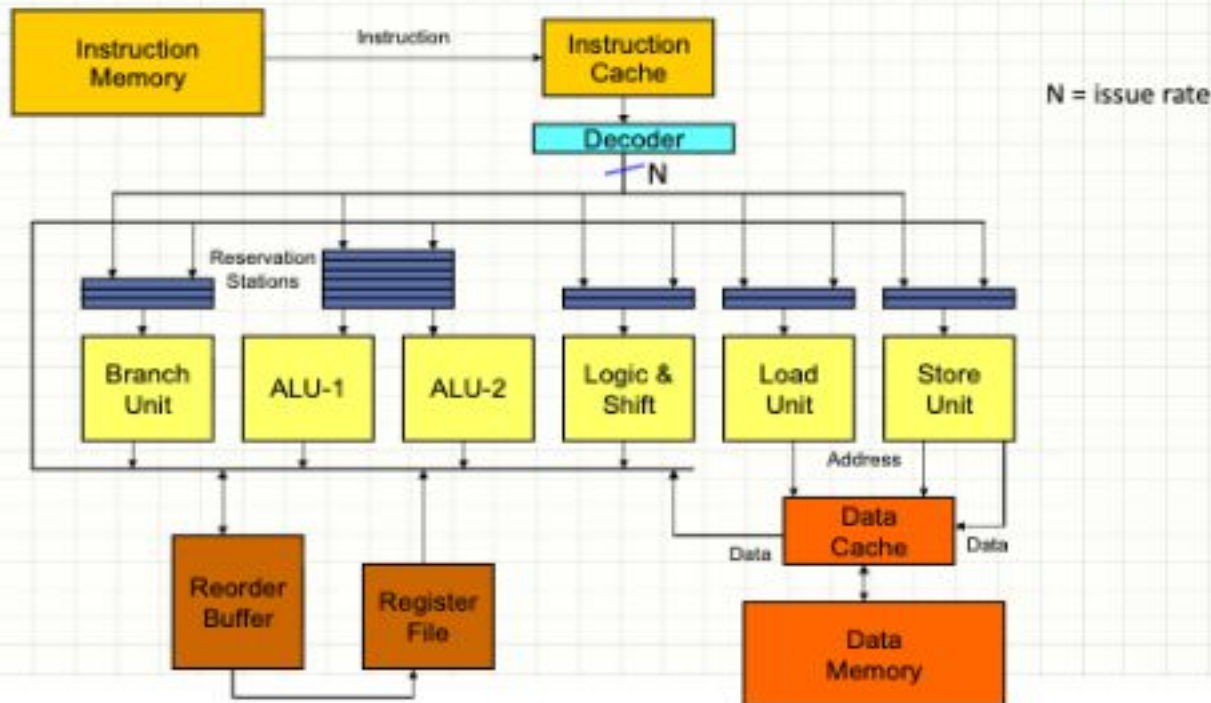 Instruction
Memory
Instruction
Instruction
Cache
N = issue rate
Decoder
N
Reservation
Stations
Branch
Unit
ALU-1
ALU-2
Logic &
Shift
Load
Unit
Store
Unit
Address
Data
Cache
Data
Data
Reorder
Buffer
Register
File
Data
Memory